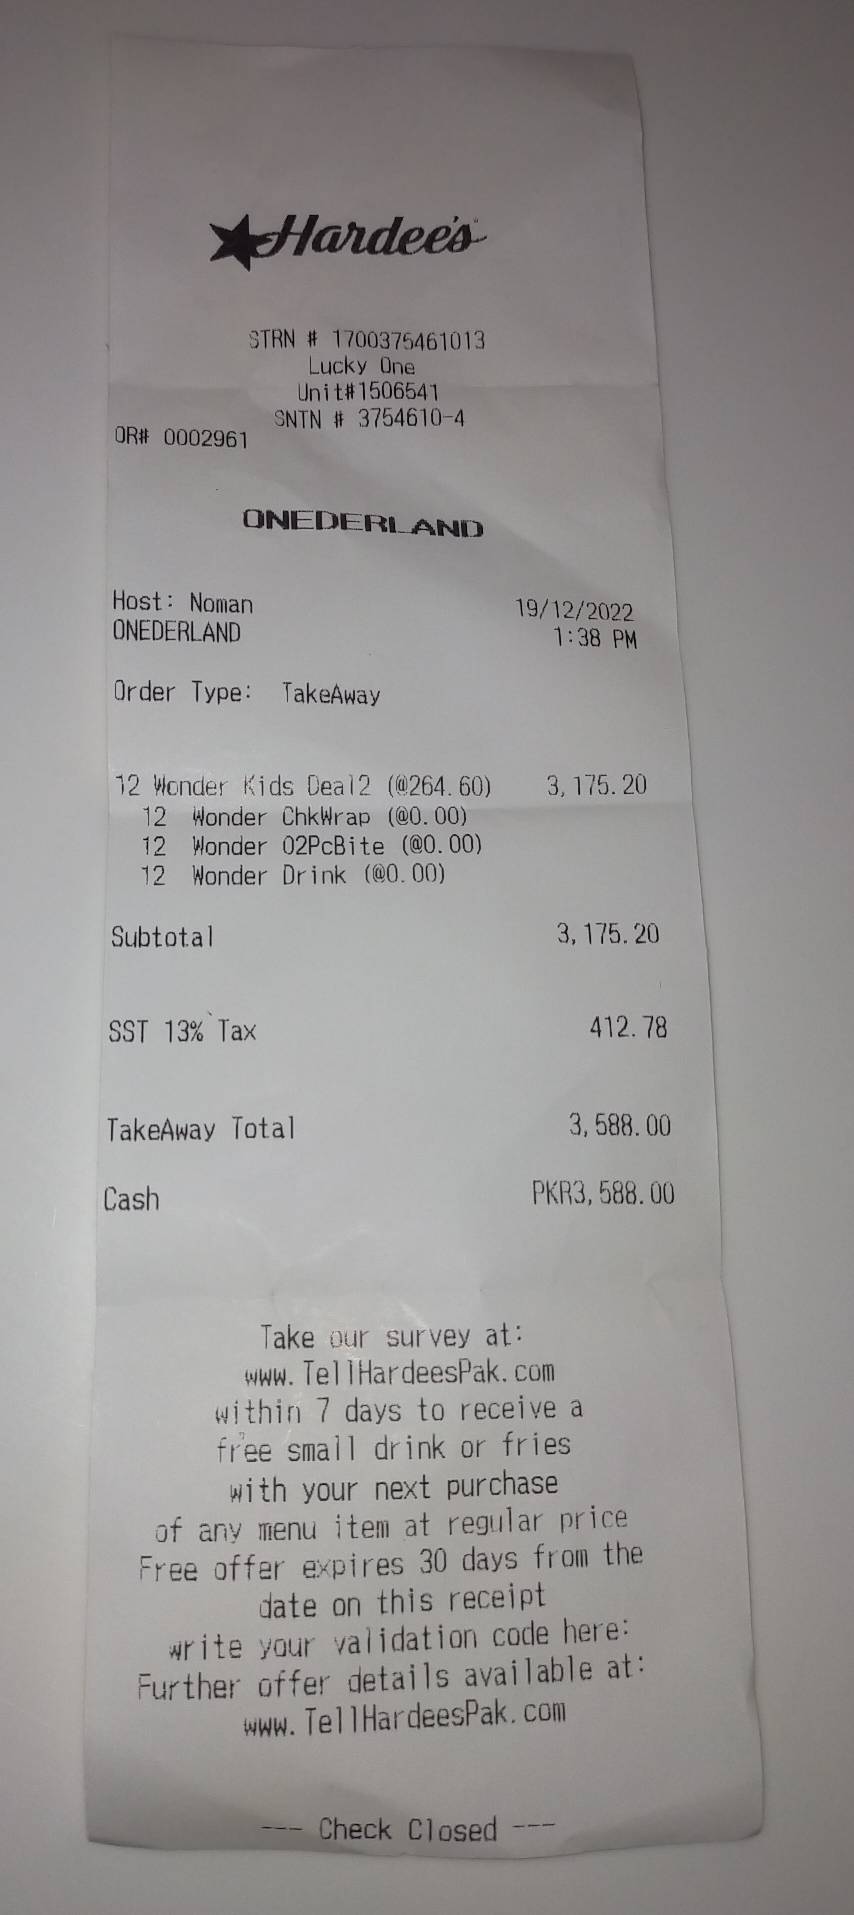 Hardee's
STRN # 1700375461013
Lucky One
Unit#1506541
SNTN # 3754610-4
OR# 0002961
ONEDERLAND
Host: Noman 19/12/2022
ONEDERLAND 1:38 PM
Order Type: TakeAway
12 Wonder Kids Deal2 (@264.60) 3,175.20
12 Wonder ChkWrap (@0.00)
12 Wonder 02PcBite (@0.00)
12 Wonder Drink (@0.00)
Subtotal 3,175.20
SST 13% Tax 412.78
TakeAway Total 3,588.00
Cash PKR3,588.00
Take our survey at:
www.TellHardeesPak.com
within 7 days to receive a
free small drink or fries
with your next purchase
of any menu item at regular price
Free offer expires 30 days from the
date on this receipt
write your validation code here:
Further offer details available at:
www.TellHardeesPak.com
--- Check Closed ---